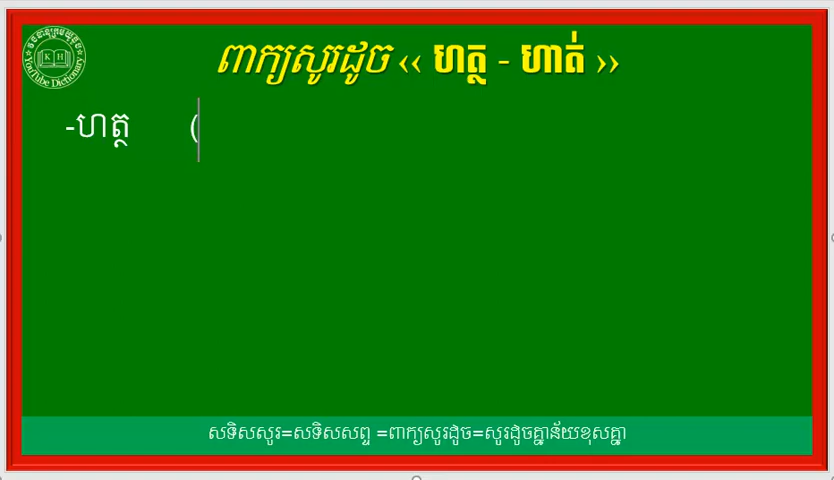 ពាក្យសូរដូច ‹‹ ហត្ថ - ហាត់ ››
-ហត្ថ (
សទិសសូរ=សទិសសព្ទ =ពាក្យសូរដូច=សូរដូចគ្នាន័យខុសគ្នា
K H
YouTube Dictionary